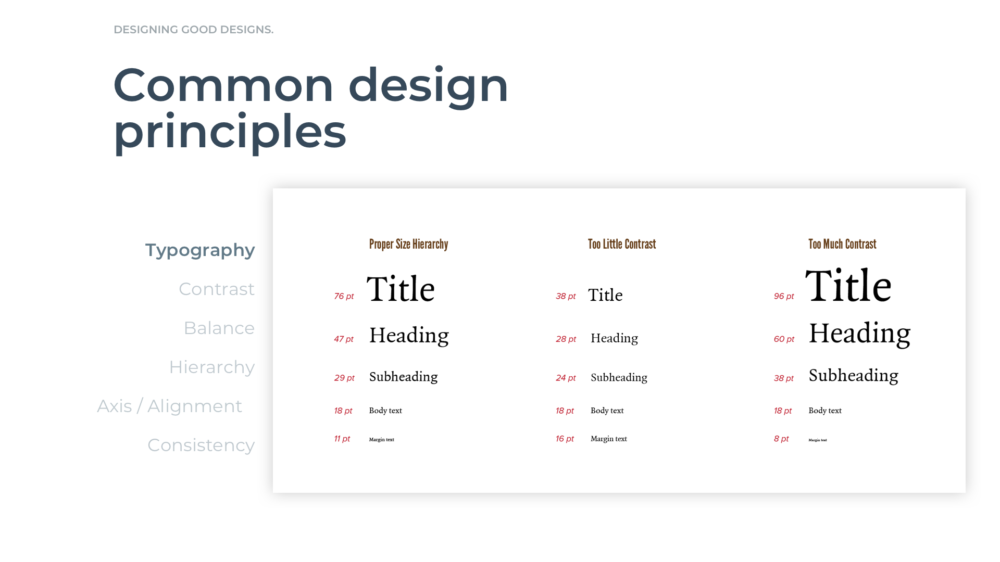 DESIGNING GOOD DESIGNS.
Common design
principles
Typography
Contrast
Balance
Hierarchy
Axis / Alignment
Consistency
Proper Size Hierarchy
76 pt Title
47 pt Heading
29 pt Subheading
18 pt Body text
11 pt Margin text
Too Little Contrast
38 pt Title
28 pt Heading
24 pt Subheading
18 pt Body text
16 pt Margin text
Too Much Contrast
96 pt Title
60 pt Heading
38 pt Subheading
18 pt Body text
8 pt Margin text